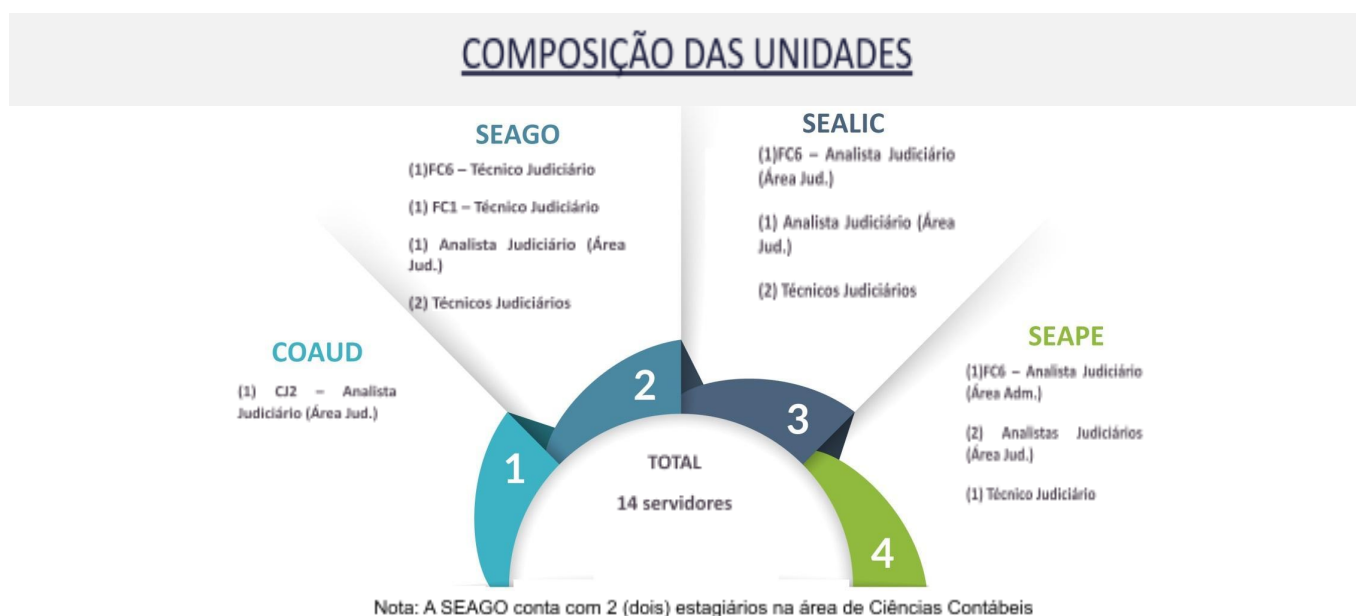 COMPOSIÇÃO DAS UNIDADES
COAUD
(1) CJ2 – Analista
Judiciário (Área Jud.)
SEAGO
(1)FC6 – Técnico Judiciário
(1) FC1 – Técnico Judiciário
(1) Analista Judiciário (Área
Jud.)
(2) Técnicos Judiciários
SEALIC
(1)FC6 – Analista Judiciário
(Área Jud.)
(1) Analista Judiciário (Área
Jud.)
(2) Técnicos Judiciários
SEAPE
(1)FC6 – Analista Judiciário
(Área Adm.)
(2) Analistas Judiciários
(Área Jud.)
(1) Técnico Judiciário
1
2
3
4
TOTAL
14 servidores
Nota: A SEAGO conta com 2 (dois) estagiários na área de Ciências Contábeis